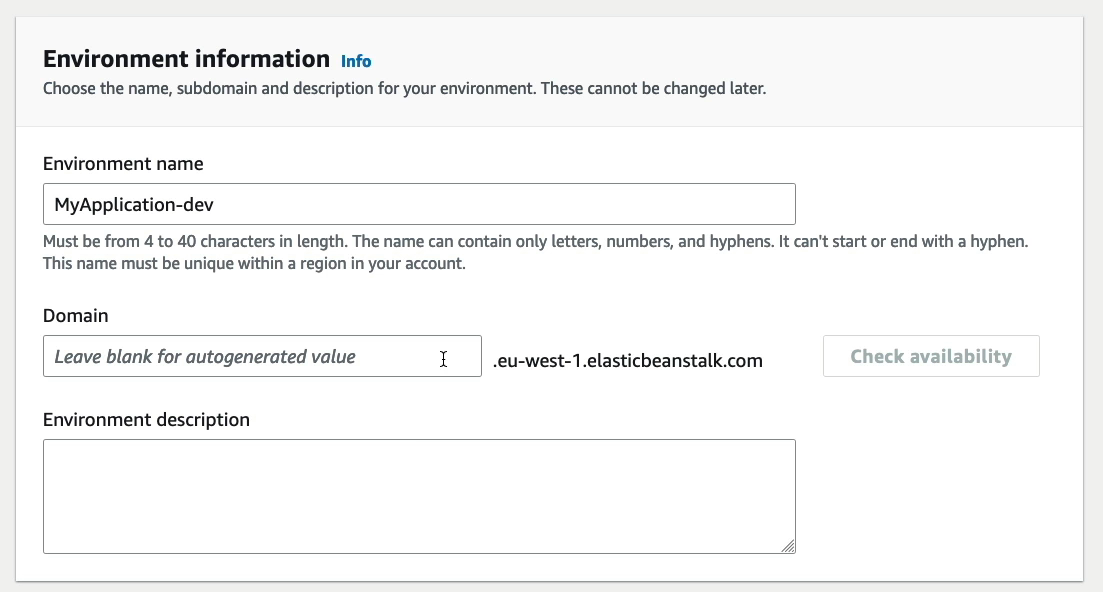 Environment information Info
Choose the name, subdomain and description for your environment. These cannot be changed later.
Environment name
MyApplication-dev
Must be from 4 to 40 characters in length. The name can contain only letters, numbers, and hyphens. It can't start or end with a hyphen.
This name must be unique within a region in your account.
Domain
Leave blank for autogenerated value .eu-west-1.elasticbeanstalk.com Check availability
Environment description